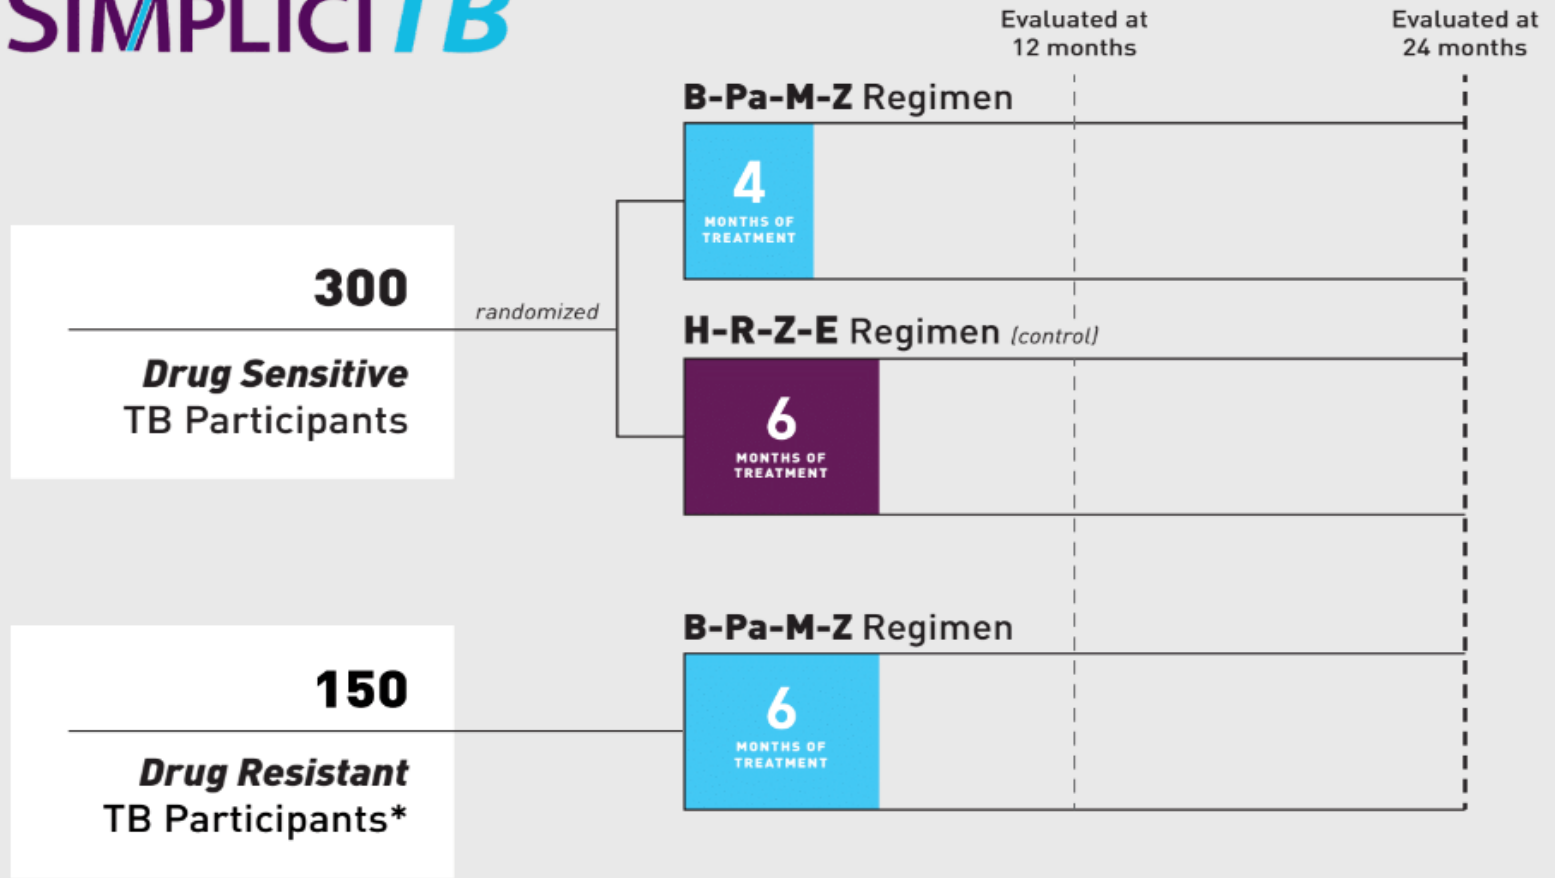 SIMPLICITB
Evaluated at
12 months
Evaluated at
24 months
B-Pa-M-Z Regimen
4
MONTHS OF
TREATMENT
300
randomized
Drug Sensitive
TB Participants
H-R-Z-E Regimen (control)
6
MONTHS OF
TREATMENT
B-Pa-M-Z Regimen
150
6
MONTHS OF
TREATMENT
Drug Resistant
TB Participants*